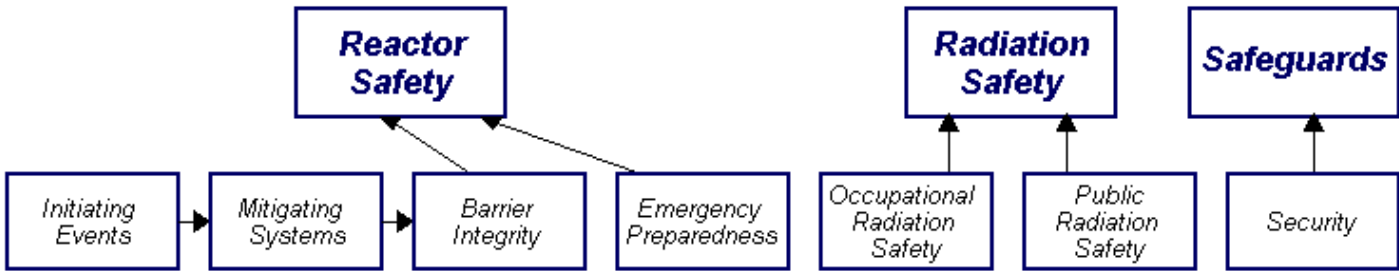 Reactor
Safety
Radiation
Safety
Safeguards
Initiating
Events
Mitigating
Systems
Barrier
Integrity
Emergency
Preparedness
Occupational
Radiation
Safety
Public
Radiation
Safety
Security